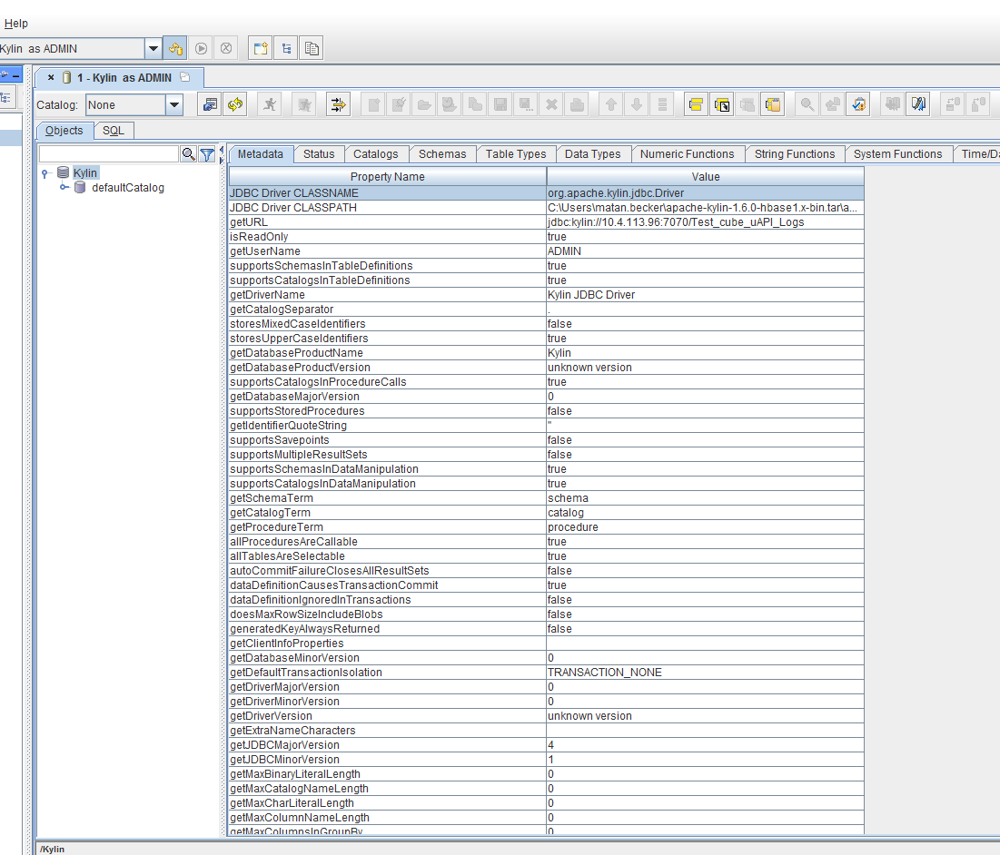 Help
Kylin as ADMIN
1 - Kylin as ADMIN
Catalog: None
Objects SQL
Kylin
defaultCatalog
Metadata Status Catalogs Schemas Table Types Data Types Numeric Functions String Functions System Functions Time/Da
Property Name Value
JDBC Driver CLASSNAME org.apache.kylin.jdbc.Driver
JDBC Driver CLASSPATH C:\Users\matan.becker\apache-kylin-1.6.0-hbase1.x-bin.tar\a...
getURL jdbc:kylin://10.4.113.96:7070/Test_cube_uAPI_Logs
isReadOnly true
getUserName ADMIN
supportsSchemasInTableDefinitions true
supportsCatalogsInTableDefinitions true
getDriverName Kylin JDBC Driver
getCatalogSeparator .
storesMixedCaseIdentifiers false
storesUpperCaseIdentifiers true
getDatabaseProductName Kylin
getDatabaseProductVersion unknown version
supportsCatalogsInProcedureCalls true
getDatabaseMajorVersion 0
supportsStoredProcedures false
getIdentifierQuoteString "
supportsSavepoints false
supportsMultipleResultSets false
supportsSchemasInDataManipulation true
supportsCatalogsInDataManipulation true
getSchemaTerm schema
getCatalogTerm catalog
getProcedureTerm procedure
allProceduresAreCallable true
allTablesAreSelectable true
autoCommitFailureClosesAllResultSets false
dataDefinitionCausesTransactionCommit true
dataDefinitionIgnoredInTransactions false
doesMaxRowSizeIncludeBlobs false
generatedKeyAlwaysReturned false
getClientInfoProperties
getDatabaseMinorVersion 0
getDefaultTransactionIsolation TRANSACTION_NONE
getDriverMajorVersion 0
getDriverMinorVersion 0
getDriverVersion unknown version
getExtraNameCharacters
getJDBCMajorVersion 4
getJDBCMinorVersion 1
getMaxBinaryLiteralLength 0
getMaxCatalogNameLength 0
getMaxCharLiteralLength 0
getMaxColumnNameLength 0
getMaxColumnsInGroupBy 0
/Kylin